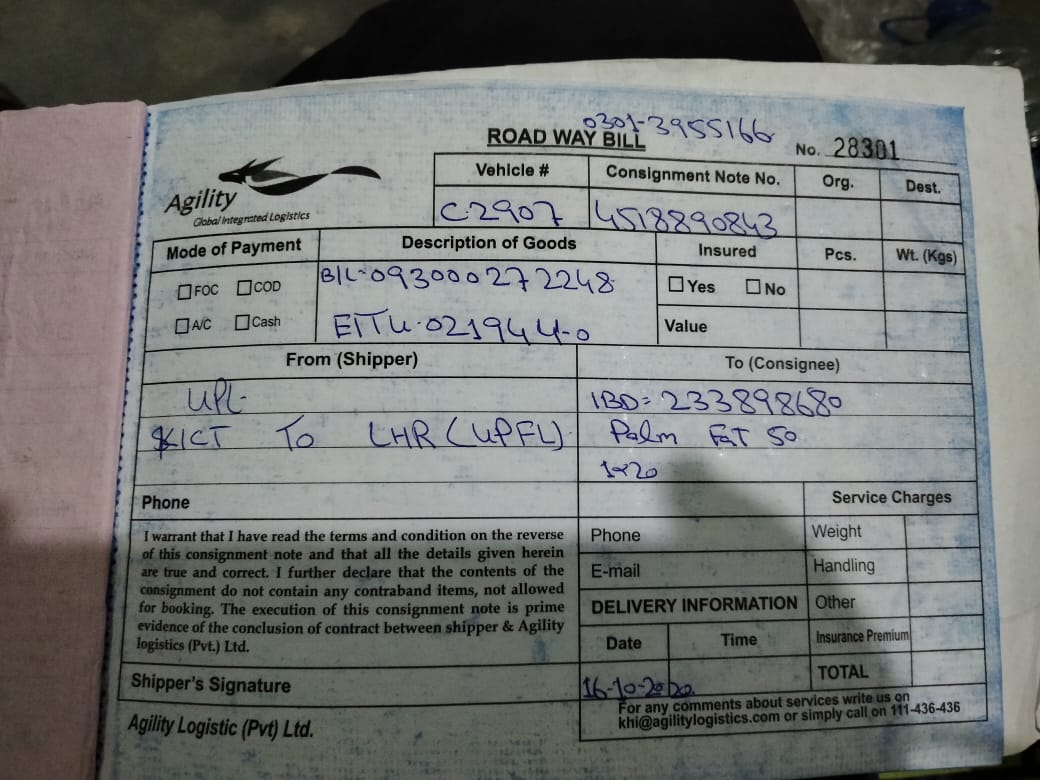 0301-3955166
ROAD WAY BILL
No. 28301
Agility
Global Integrated Logistics
Vehicle # Consignment Note No. Org. Dest.
C-2907 4518890843
Mode of Payment Description of Goods Insured Pcs. Wt. (Kgs)
FOC COD B/L-093000272248 Yes No
A/C Cash EITU-021944-0 Value
From (Shipper) To (Consignee)
UPL- IBD=233898680
KICT To LHR (UPFL) Palm FaT 50
1x20
Phone Service Charges
I warrant that I have read the terms and condition on the reverse
of this consignment note and that all the details given herein
are true and correct. I further declare that the contents of the
consignment do not contain any contraband items, not allowed
for booking. The execution of this consignment note is prime
evidence of the conclusion of contract between shipper & Agility
logistics (Pvt.) Ltd.
Phone Weight
E-mail Handling
DELIVERY INFORMATION Other
Date Time Insurance Premium
Shipper's Signature 16-10-2020 TOTAL
Agility Logistic (Pvt) Ltd.
For any comments about services write us on
khi@agilitylogistics.com or simply call on 111-436-436